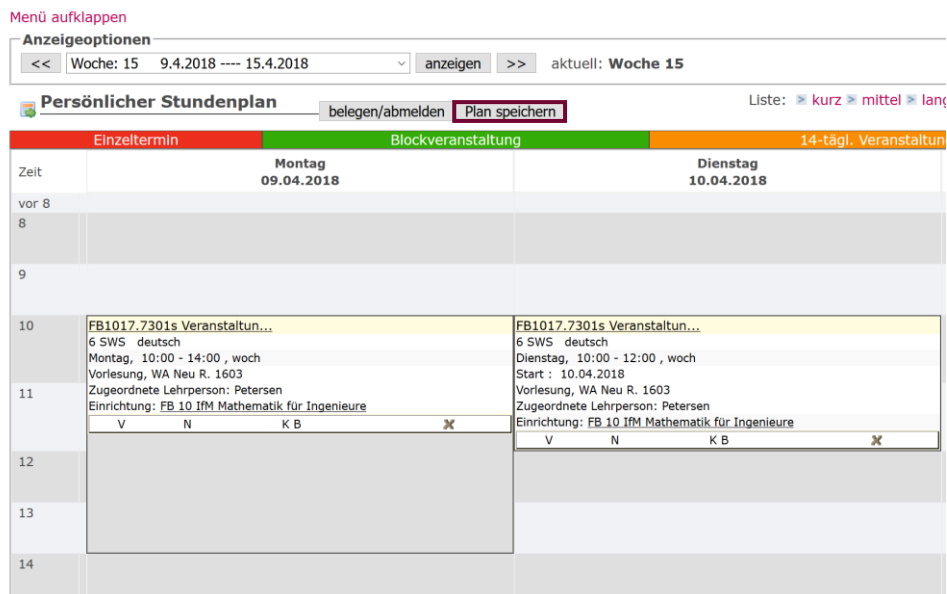 Menü aufklappen
Anzeigeoptionen
<< Woche: 15 9.4.2018 ---- 15.4.2018 anzeigen >> aktuell: Woche 15
Persönlicher Stundenplan belegen/abmelden Plan speichern Liste: kurz mittel lang
Einzeltermin Blockveranstaltung 14-tägl. Veranstaltun
Zeit Montag Dienstag
09.04.2018 10.04.2018
vor 8
8
9
10
FB1017.7301s Veranstaltun...
6 SWS deutsch
Montag, 10:00 - 14:00 , woch
Vorlesung, WA Neu R. 1603
Zugeordnete Lehrperson: Petersen
Einrichtung: FB 10 IfM Mathematik für Ingenieure
V N K B
FB1017.7301s Veranstaltun...
6 SWS deutsch
Dienstag, 10:00 - 12:00 , woch
Start : 10.04.2018
Vorlesung, WA Neu R. 1603
Zugeordnete Lehrperson: Petersen
Einrichtung: FB 10 IfM Mathematik für Ingenieure
V N K B
11
12
13
14